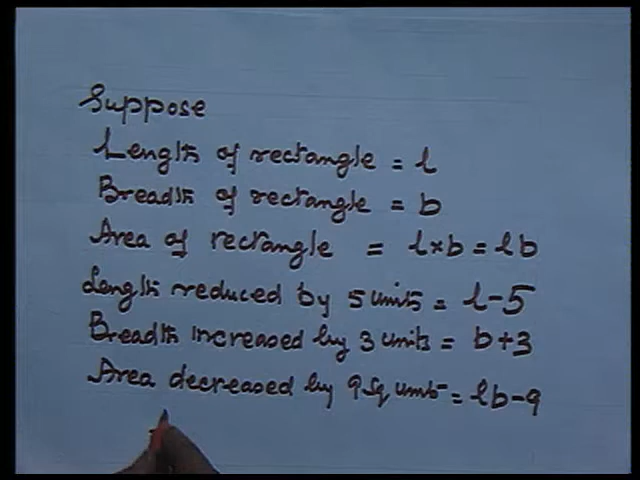 Suppose
Length of rectangle = l
Breadth of rectangle = b
Area of rectangle = l×b = lb
Length reduced by 5 units = l-5
Breadth increased by 3 units = b+3
Area decreased by 9 Sq units = lb-9